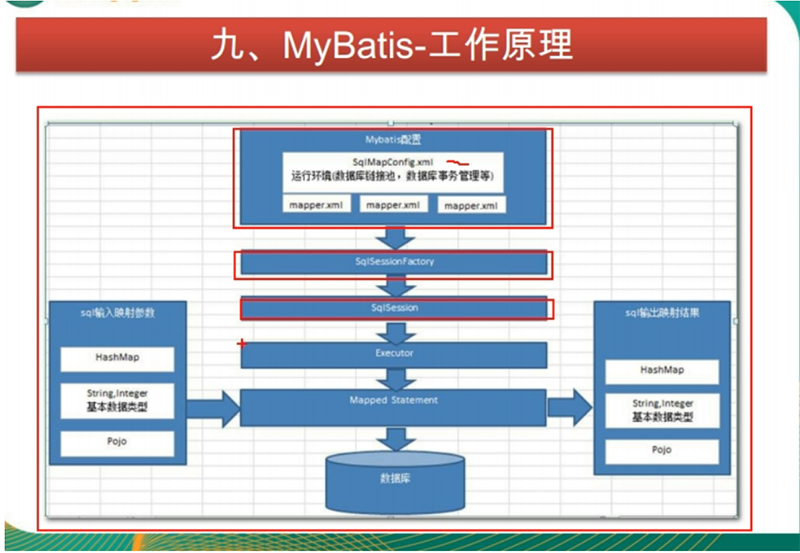 九、MyBatis-工作原理
Mybatis配置
SqlMapConfig.xml
运行环境(数据库链接池，数据库事务管理等)
mapper.xml
mapper.xml
mapper.xml
SqlSessionFactory
SqlSession
Executor
Mapped Statement
数据库
sql输入映射参数
HashMap
String,Integer
基本数据类型
Pojo
sql输出映射结果
HashMap
String,Integer
基本数据类型
Pojo